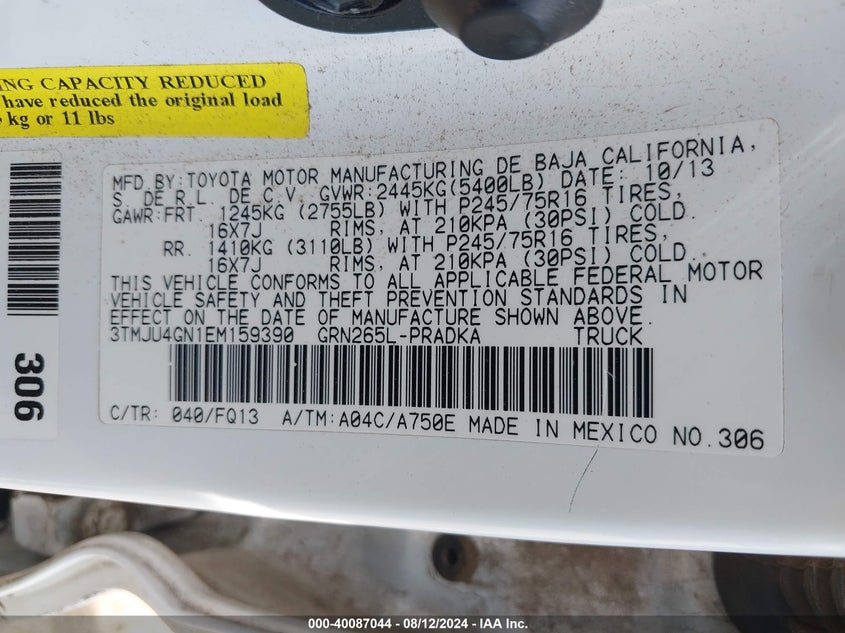 ING CAPACITY REDUCED
have reduced the original load
kg or 11 lbs
306
MFD.BY:TOYOTA MOTOR MANUFACTURING DE BAJA CALIFORNIA,
S. DE R.L. DE C.V. GVWR:2445KG(5400LB) DATE: 10/13
GAWR:FRT. 1245KG (2755LB) WITH P245/75R16 TIRES,
16X7J RIMS, AT 210KPA (30PSI) COLD.
RR. 1410KG (3110LB) WITH P245/75R16 TIRES,
16X7J RIMS, AT 210KPA (30PSI) COLD.
THIS VEHICLE CONFORMS TO ALL APPLICABLE FEDERAL MOTOR
VEHICLE SAFETY AND THEFT PREVENTION STANDARDS IN
EFFECT ON THE DATE OF MANUFACTURE SHOWN ABOVE.
3TMJU4GN1EM159390 GRN265L-PRADKA TRUCK
C/TR: 040/FQ13 A/TM:A04C/A750E MADE IN MEXICO NO.306
000-40087044 - 08/12/2024 - IAA Inc.